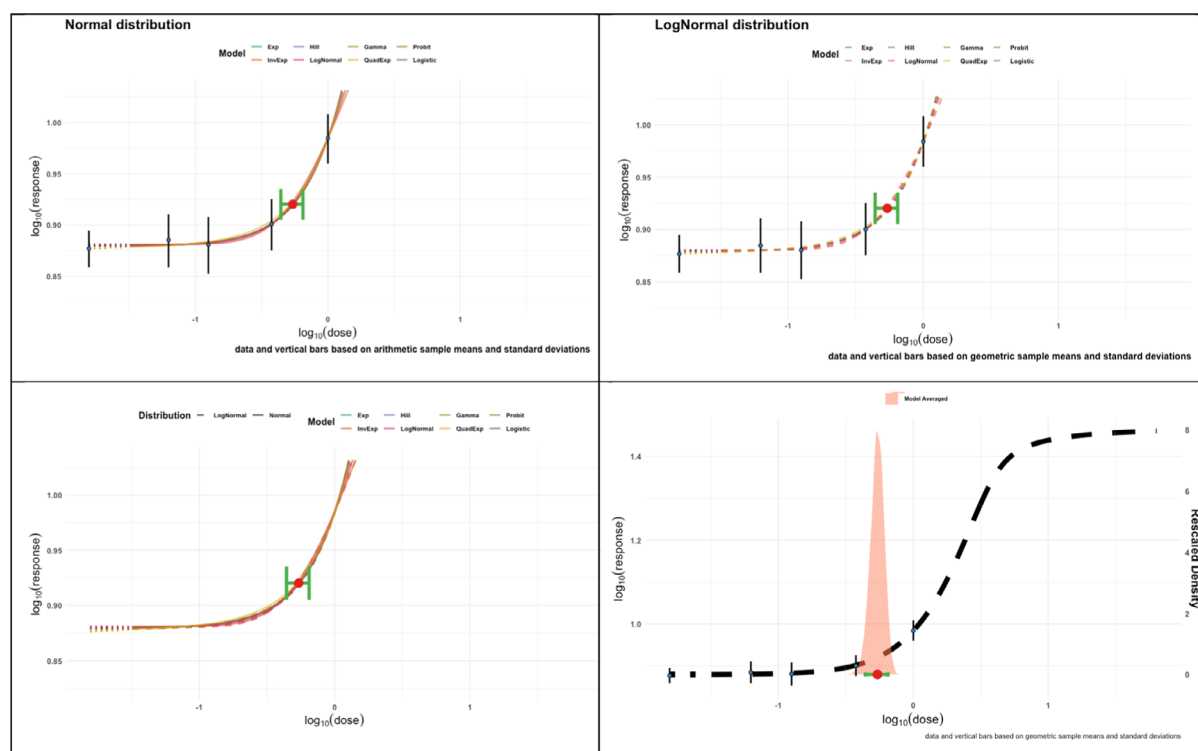 Normal distribution
Model Exp Hill Gamma Probit
InvExp LogNormal QuadExp Logistic
1.00
0.95
0.90
0.85
log10(response)
-1 0 1
log10(dose)
data and vertical bars based on arithmetic sample means and standard deviations
LogNormal distribution
Model Exp Hill Gamma Probit
InvExp LogNormal QuadExp Logistic
1.00
0.95
0.90
0.85
log10(response)
-1 0 1
log10(dose)
data and vertical bars based on geometric sample means and standard deviations
Distribution LogNormal Normal
Model Exp Hill Gamma Probit
InvExp LogNormal QuadExp Logistic
1.00
0.95
0.90
0.85
log10(response)
-1 0 1
log10(dose)
Model Averaged
1.4
1.2
1.0
log10(response)
8
6
4
2
0
Rescaled Density
-1 0 1
log10(dose)
data and vertical bars based on geometric sample means and standard deviations